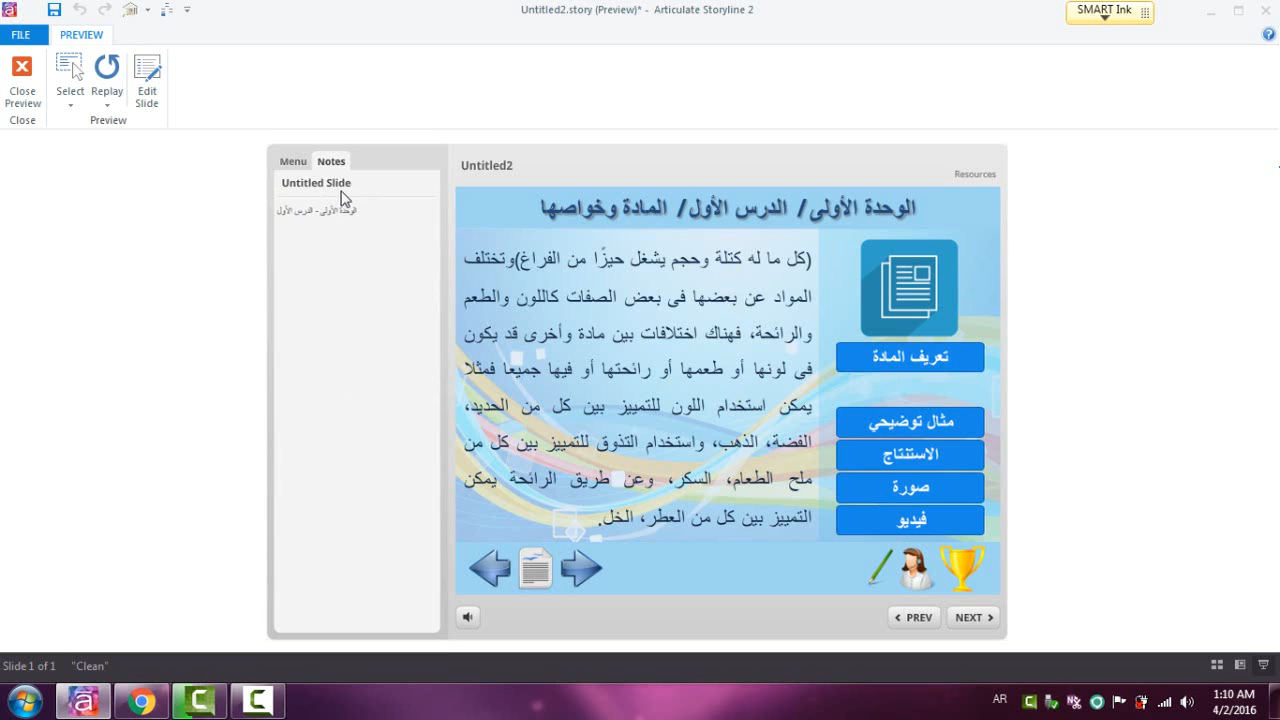 Untitled2.story (Preview)* - Articulate Storyline 2
SMART Ink
FILE
PREVIEW
Close Preview
Select
Replay
Edit Slide
Close
Preview
Menu
Notes
Untitled2
Resources
Untitled Slide
الوحدة الأولى - الدرس الأول
الوحدة الأولى/ الدرس الأول/ المادة وخواصها
(كل ما له كتلة وحجم يشغل حيزًا من الفراغ)وتختلف
المواد عن بعضها فى بعض الصفات كاللون والطعم
والرائحة، فهناك اختلافات بين مادة وأخرى قد يكون
فى لونها أو طعمها أو رائحتها أو فيها جميعا فمثلا
يمكن استخدام اللون للتمييز بين كل من الحديد،
الفضة، الذهب، واستخدام التذوق للتمييز بين كل من
ملح الطعام، السكر، وعن طريق الرائحة يمكن
التمييز بين كل من العطر، الخل.
تعريف المادة
مثال توضيحي
الاستنتاج
صورة
فيديو
PREV
NEXT
Slide 1 of 1
"Clean"
AR
1:10 AM
4/2/2016